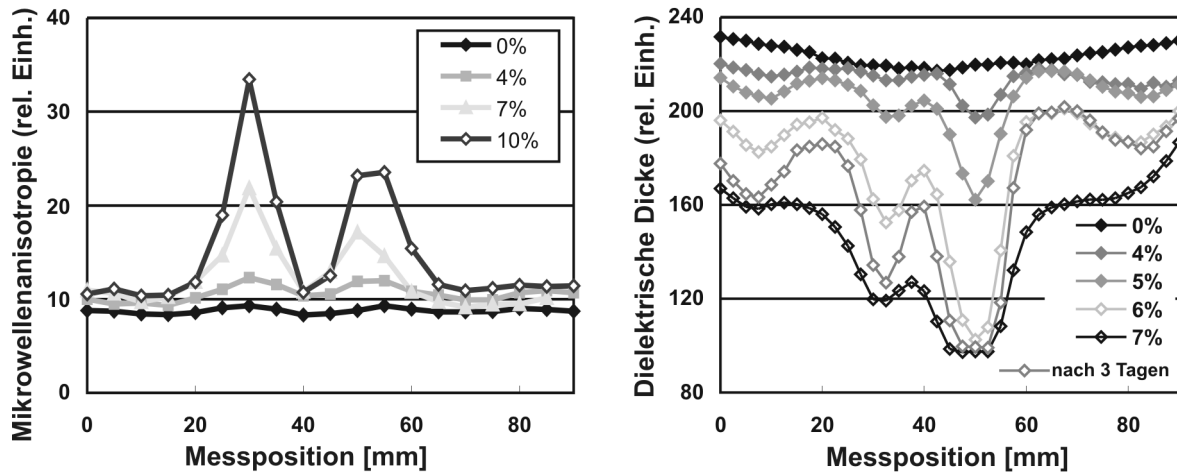 Mikrowellenanisotropie (rel. Einh.)
40
30
20
10
0
0 20 40 60 80
Messposition [mm]
0%
4%
7%
10%
Dielektrische Dicke (rel. Einh.)
240
200
160
120
80
0 20 40 60 80
Messposition [mm]
0%
4%
5%
6%
7%
nach 3 Tagen